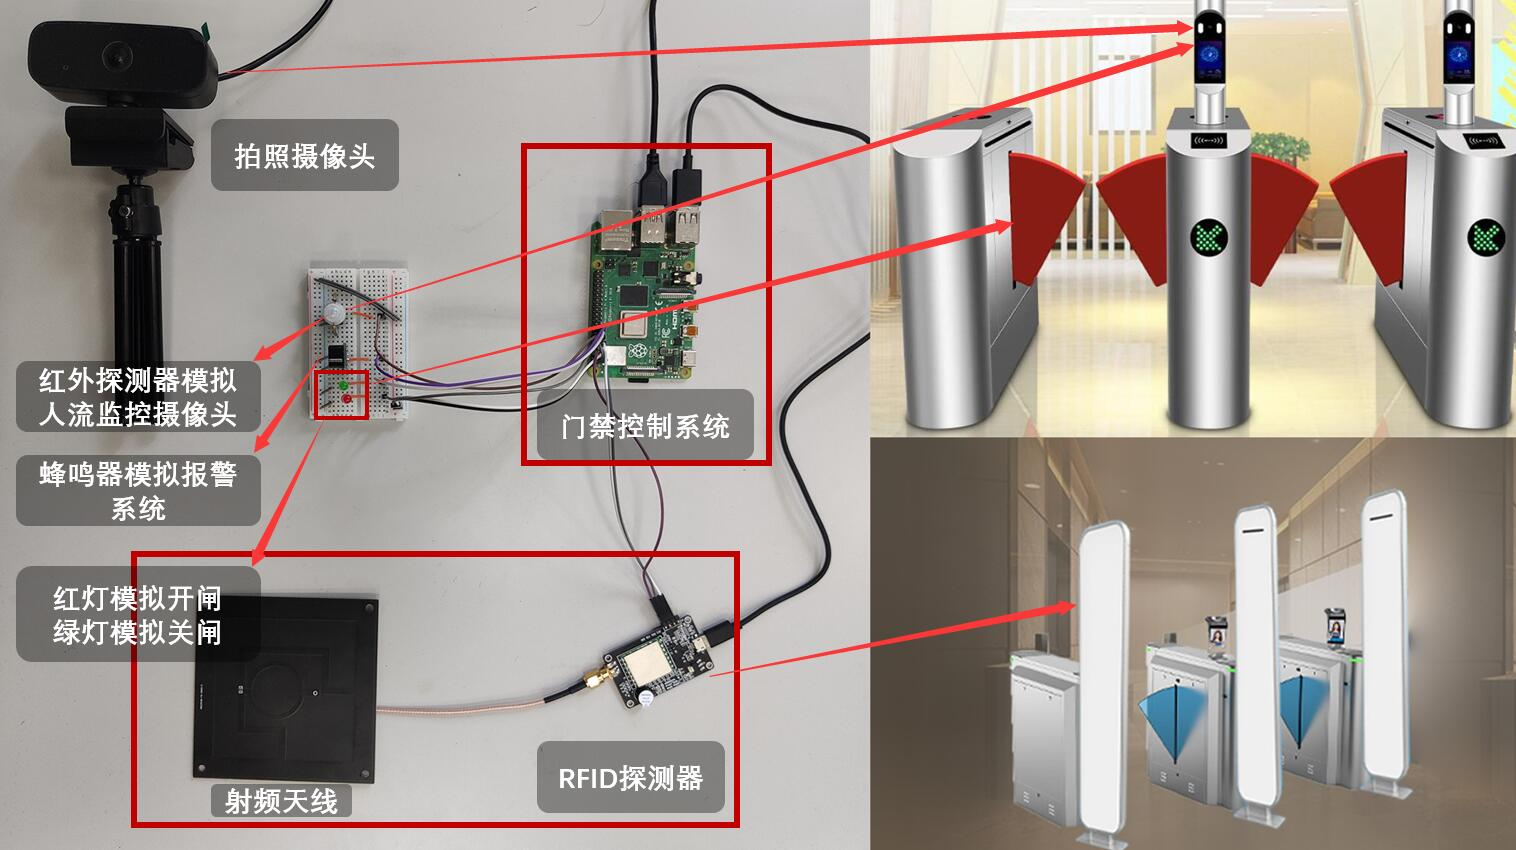 拍照摄像头
红外探测器模拟
人流监控摄像头
蜂鸣器模拟报警
系统
红灯模拟开闸
绿灯模拟关闸
门禁控制系统
RFID探测器
射频天线